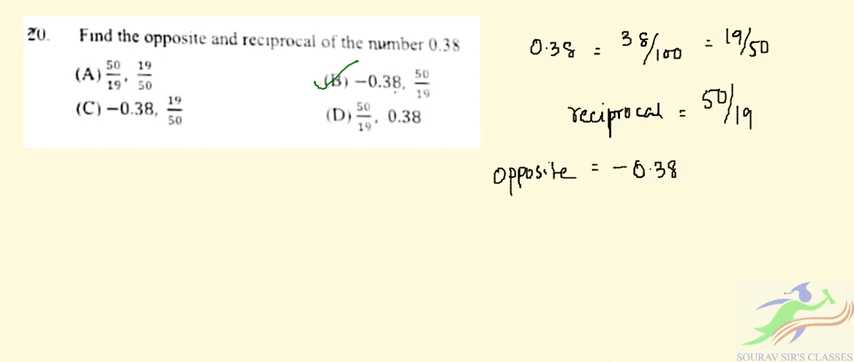 20. Find the opposite and reciprocal of the number 0.38
(A) 50/19, 19/50 (B) −0.38, 50/19
(C) −0.38, 19/50 (D) 50/19, 0.38
0.38 = 38/100 = 19/50
reciprocal = 50/19
opposite = −0.38
SOURAV SIR'S CLASSES